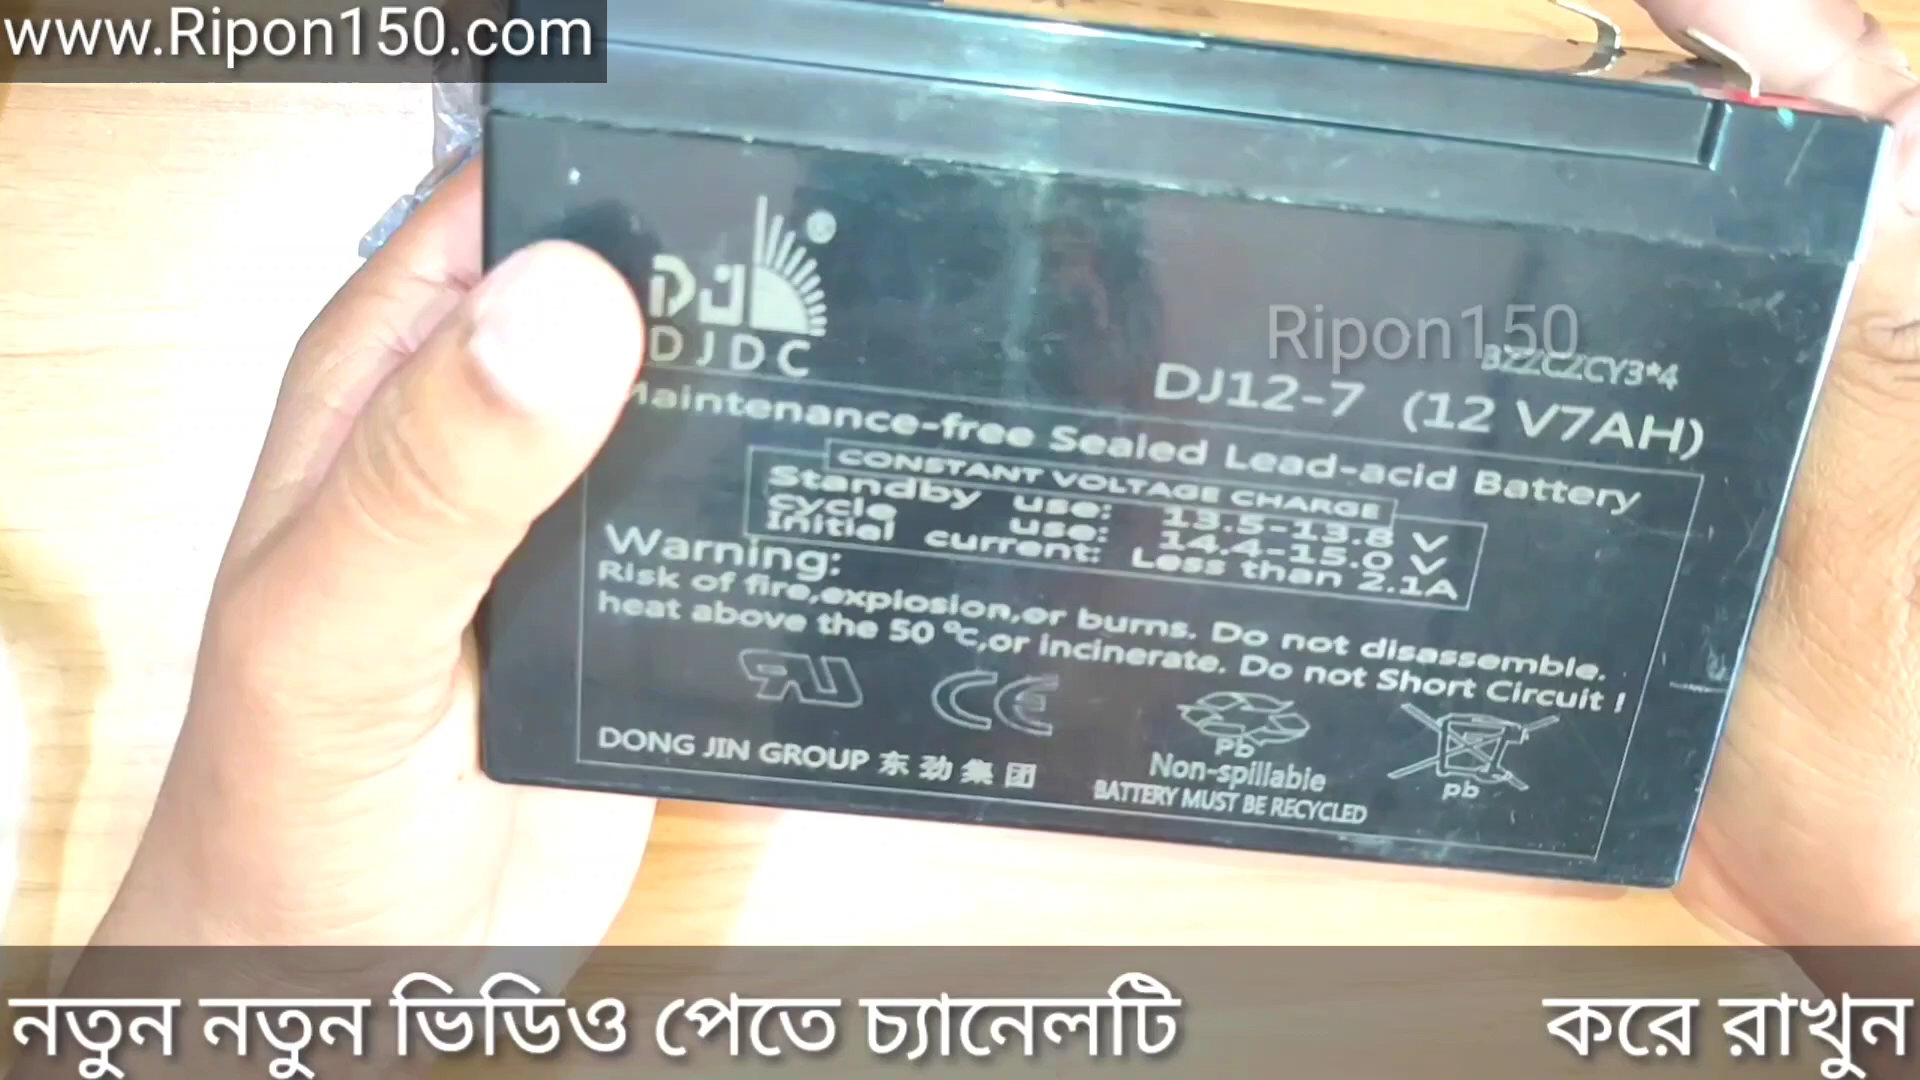 www.Ripon150.com
DJ
DJDC
Ripon150
DJ12-7 (12 V7AH)
Maintenance-free Sealed Lead-acid Battery
CONSTANT VOLTAGE CHARGE
Standby use: 13.5-13.8 V
Cycle use: 14.4-15.0 V
Initial current: Less than 2.1A
Warning:
Risk of fire,explosion,or burns. Do not disassemble.
heat above the 50 °C,or incinerate. Do not Short Circuit !
CE
Pb
Non-spillable
BATTERY MUST BE RECYCLED
pb
DONG JIN GROUP 东劲集团
নতুন নতুন ভিডিও পেতে চ্যানেলটি করে রাখুন